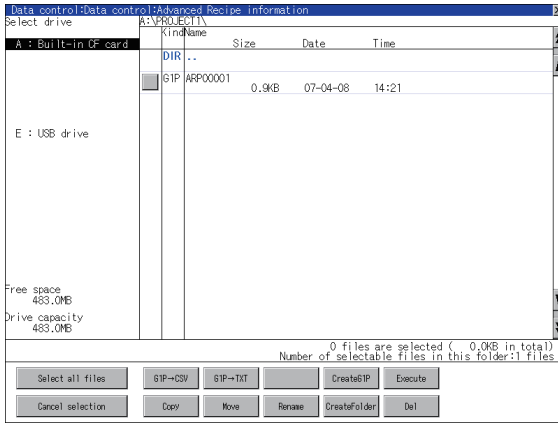 Data control:Data control:Advanced Recipe information
Select drive
A:\PROJECT1\
Kind Name
Size Date Time
A : Built-in CF card
DIR ..
G1P ARP00001
0.9KB 07-04-08 14:21
E : USB drive
Free space
483.0MB
Drive capacity
483.0MB
0 files are selected ( 0.0KB in total)
Number of selectable files in this folder:1 files
Select all files G1P→CSV G1P→TXT CreateG1P Execute
Cancel selection Copy Move Rename CreateFolder Del